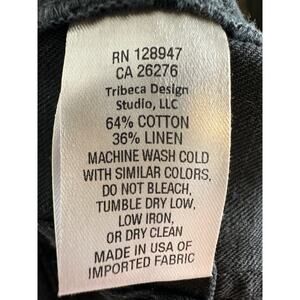 RN 128947
CA 26276
Tribeca Design
Studio, LLC
64% COTTON
36% LINEN
MACHINE WASH COLD
WITH SIMILAR COLORS,
DO NOT BLEACH,
TUMBLE DRY LOW,
LOW IRON,
OR DRY CLEAN
MADE IN USA OF
IMPORTED FABRIC